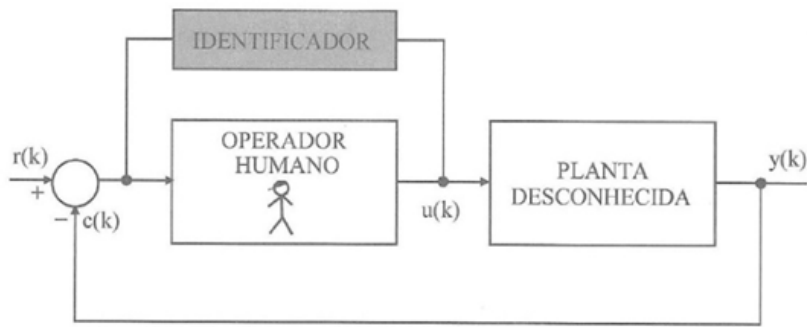 IDENTIFICADOR
OPERADOR
HUMANO
r(k)
+
−
c(k)
u(k)
PLANTA
DESCONHECIDA
y(k)